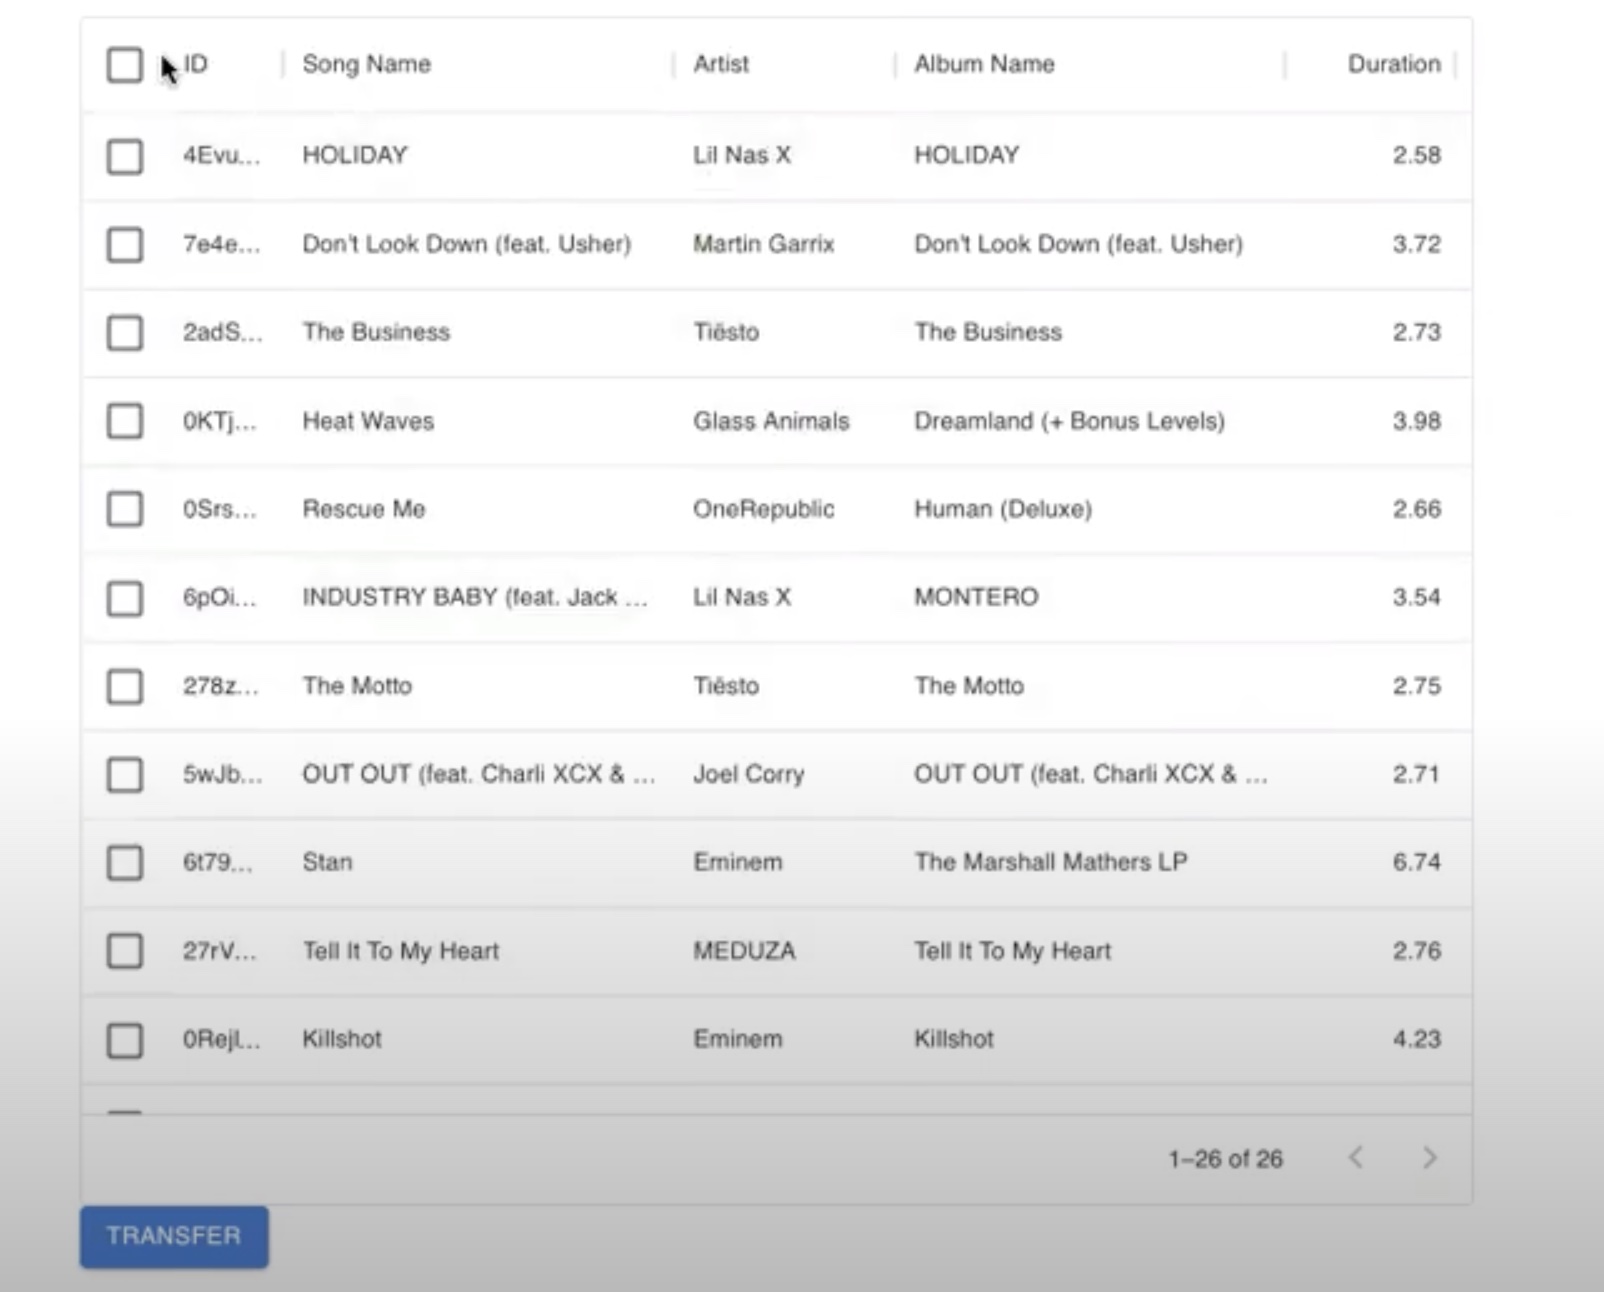 ID Song Name Artist Album Name Duration
4Evu... HOLIDAY Lil Nas X HOLIDAY 2.58
7e4e... Don't Look Down (feat. Usher) Martin Garrix Don't Look Down (feat. Usher) 3.72
2adS... The Business Tiësto The Business 2.73
0KTj... Heat Waves Glass Animals Dreamland (+ Bonus Levels) 3.98
0Srs... Rescue Me OneRepublic Human (Deluxe) 2.66
6pOi... INDUSTRY BABY (feat. Jack ... Lil Nas X MONTERO 3.54
278z... The Motto Tiësto The Motto 2.75
5wJb... OUT OUT (feat. Charli XCX & ... Joel Corry OUT OUT (feat. Charli XCX & ... 2.71
6t79... Stan Eminem The Marshall Mathers LP 6.74
27rV... Tell It To My Heart MEDUZA Tell It To My Heart 2.76
0Rejl... Killshot Eminem Killshot 4.23
1–26 of 26
TRANSFER